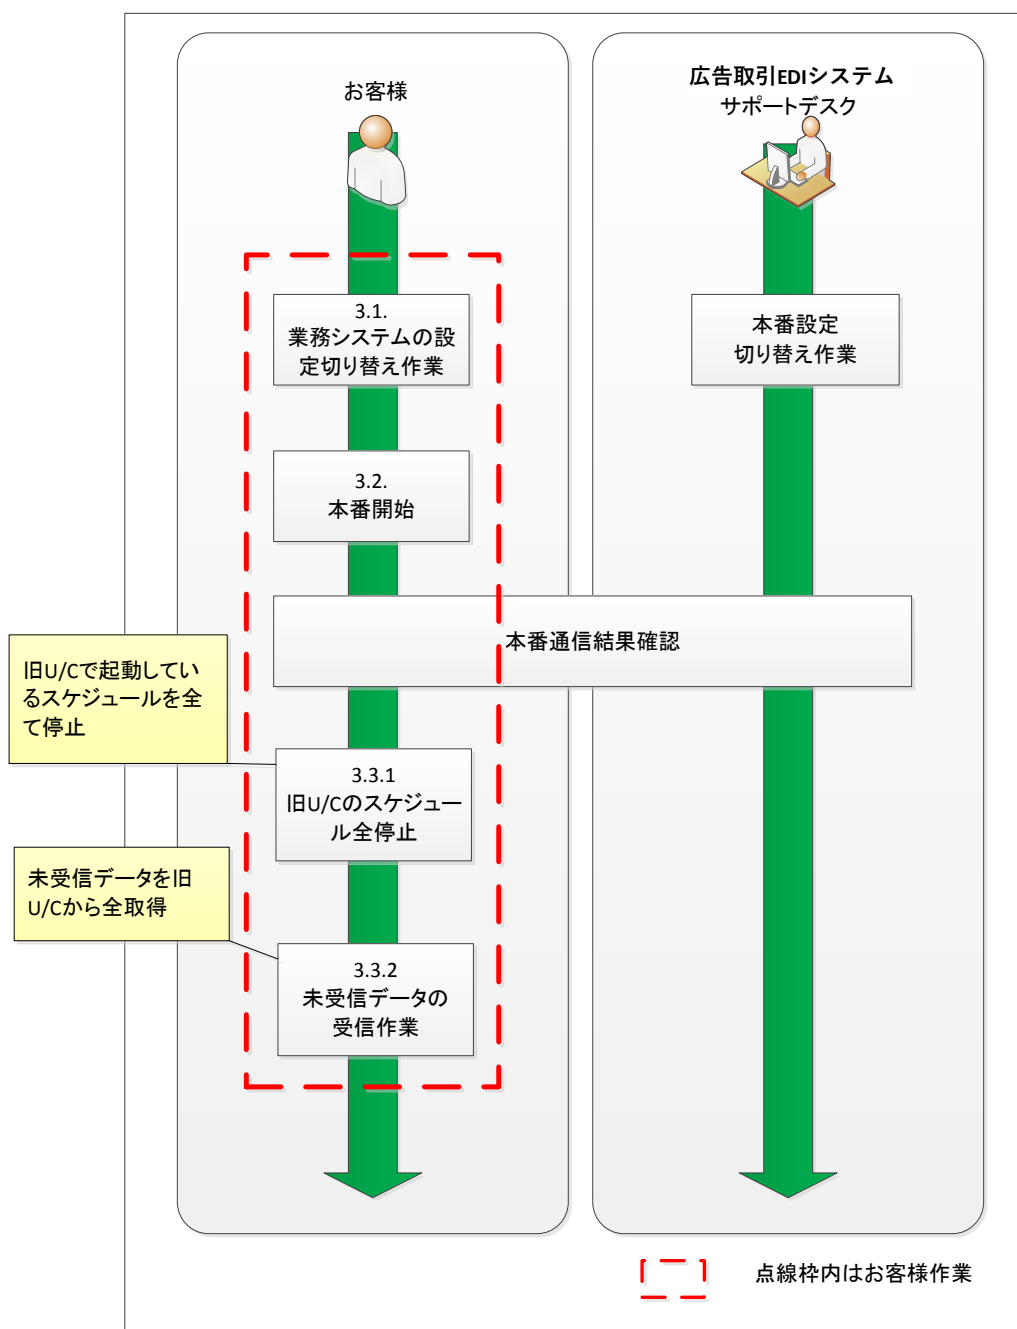 お客様
広告取引EDIシステム
サポートデスク
3.1.
業務システムの設
定切り替え作業
本番設定
切り替え作業
3.2.
本番開始
本番通信結果確認
旧U/Cで起動してい
るスケジュールを全
て停止
3.3.1
旧U/Cのスケジュー
ル全停止
未受信データを旧
U/Cから全取得
3.3.2
未受信データの
受信作業
点線枠内はお客様作業